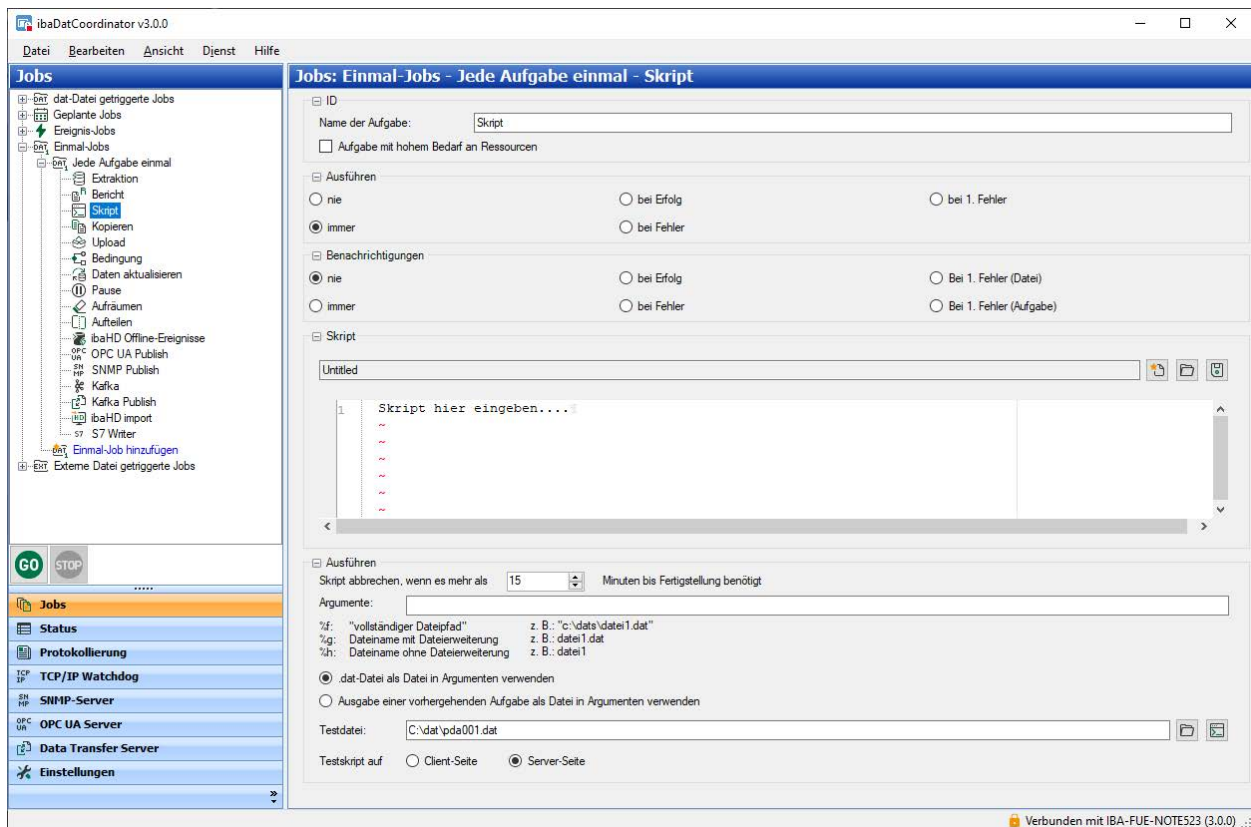 ibaDatCoordinator v3.0.0
Datei Bearbeiten Ansicht Dienst Hilfe
Jobs
dat-Datei getriggerte Jobs
Geplante Jobs
Ereignis-Jobs
Einmal-Jobs
Jede Aufgabe einmal
Extraktion
Bericht
Skript
Kopieren
Upload
Bedingung
Daten aktualisieren
Pause
Aufräumen
Aufteilen
ibaHD Offline-Ereignisse
OPC UA Publish
SNMP Publish
Kafka
Kafka Publish
ibaHD import
S7 Writer
Einmal-Job hinzufügen
Externe Datei getriggerte Jobs
GO STOP
Jobs
Status
Protokollierung
TCP/IP Watchdog
SNMP-Server
OPC UA Server
Data Transfer Server
Einstellungen
Jobs: Einmal-Jobs - Jede Aufgabe einmal - Skript
ID
Name der Aufgabe: Skript
Aufgabe mit hohem Bedarf an Ressourcen
Ausführen
nie bei Erfolg bei 1. Fehler
immer bei Fehler
Benachrichtigungen
nie bei Erfolg Bei 1. Fehler (Datei)
immer bei Fehler Bei 1. Fehler (Aufgabe)
Skript
Untitled
1 Skript hier eingeben....
~
~
~
~
~
~
Ausführen
Skript abbrechen, wenn es mehr als 15 Minuten bis Fertigstellung benötigt
Argumente:
%f: "vollständiger Dateipfad" z. B.: "c:\dats\datei1.dat"
%g: Dateiname mit Dateierweiterung z. B.: datei1.dat
%h: Dateiname ohne Dateierweiterung z. B.: datei1
.dat-Datei als Datei in Argumenten verwenden
Ausgabe einer vorhergehenden Aufgabe als Datei in Argumenten verwenden
Testdatei: C:\dat\pda001.dat
Testskript auf Client-Seite Server-Seite
Verbunden mit IBA-FUE-NOTE523 (3.0.0)